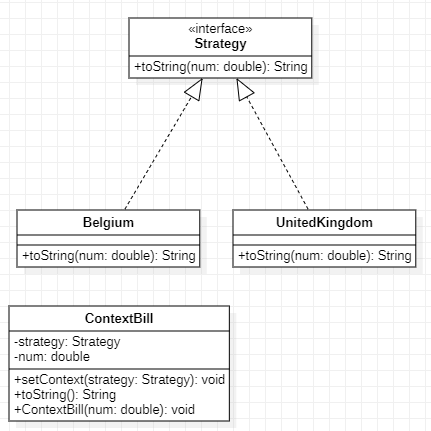 «interface»
Strategy
+toString(num: double): String
Belgium
+toString(num: double): String
UnitedKingdom
+toString(num: double): String
ContextBill
-strategy: Strategy
-num: double
+setContext(strategy: Strategy): void
+toString(): String
+ContextBill(num: double): void